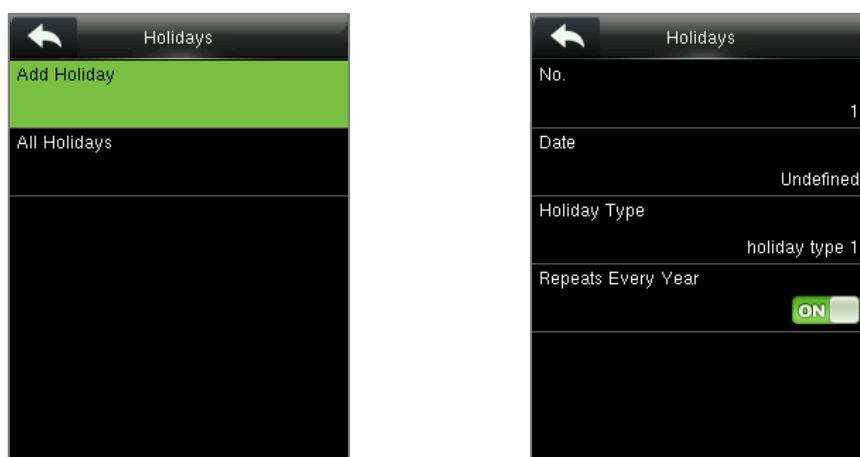 Holidays
Add Holiday
All Holidays
Holidays
No.
1
Date
Undefined
Holiday Type
holiday type 1
Repeats Every Year
ON